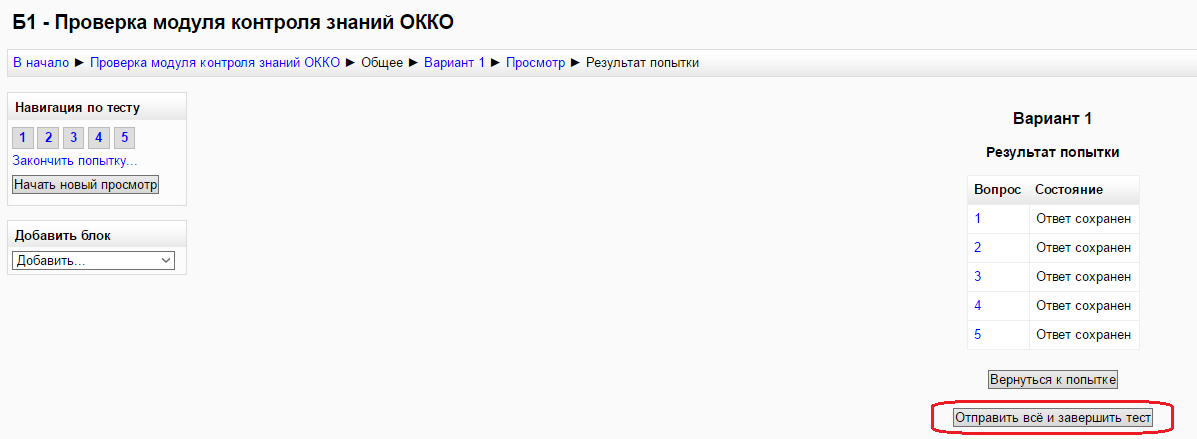 Б1 - Проверка модуля контроля знаний ОККО
В начало ► Проверка модуля контроля знаний ОККО ► Общее ► Вариант 1 ► Просмотр ► Результат попытки
Навигация по тесту
1 2 3 4 5
Закончить попытку...
Начать новый просмотр
Добавить блок
Добавить...
Вариант 1
Результат попытки
Вопрос Состояние
1 Ответ сохранен
2 Ответ сохранен
3 Ответ сохранен
4 Ответ сохранен
5 Ответ сохранен
Вернуться к попытке
Отправить всё и завершить тест